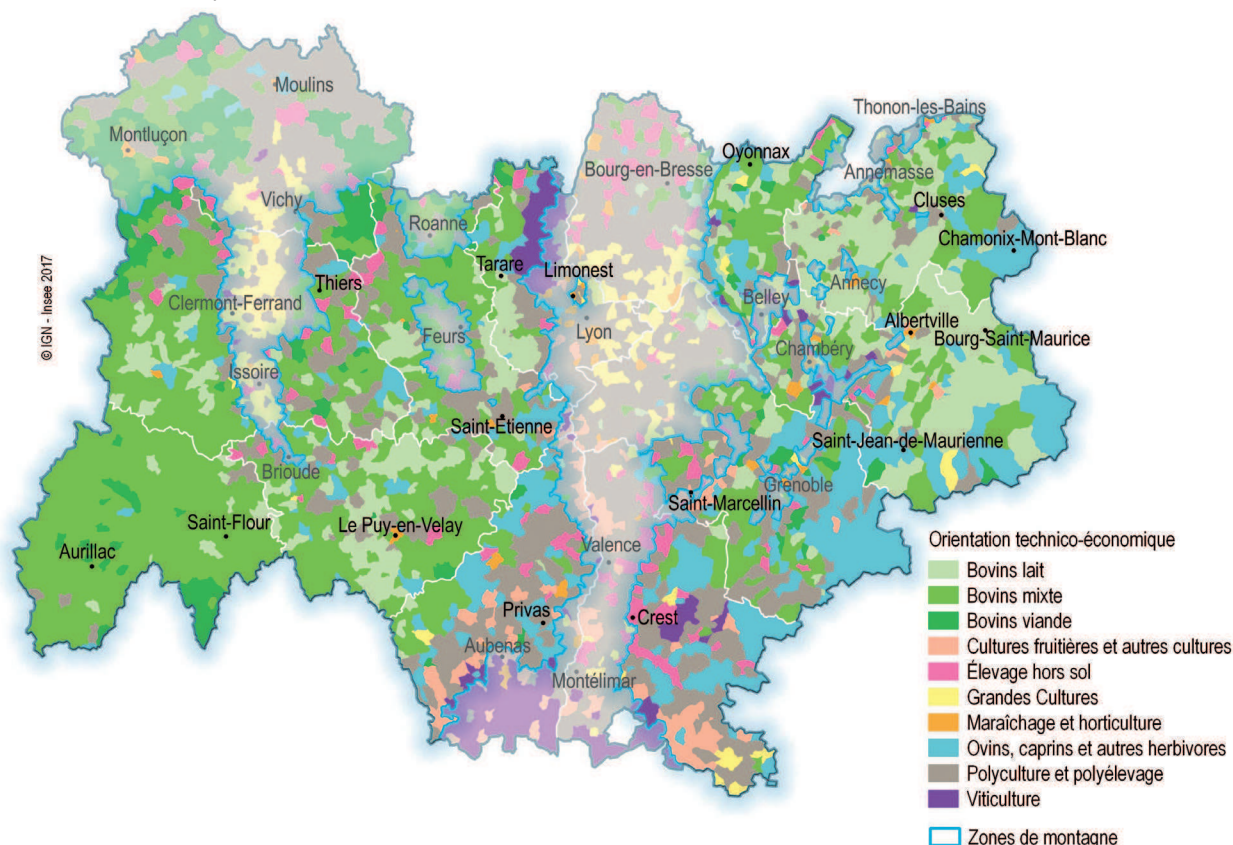 Moulins
Thonon-les-Bains
Montluçon
Oyonnax
Bourg-en-Bresse
Annemasse
Vichy
Cluses
Roanne
Chamonix-Mont-Blanc
Tarare
Limonest
Thiers
Annecy
Clermont-Ferrand
Belley
Lyon
Albertville
Feurs
Bourg-Saint-Maurice
Chambéry
Issoire
Saint-Étienne
Saint-Jean-de-Maurienne
Brioude
Grenoble
Saint-Marcellin
Saint-Flour
Le Puy-en-Velay
Valence
Aurillac
Privas
Crest
Aubenas
Montélimar
© IGN - Insee 2017
Orientation technico-économique
Bovins lait
Bovins mixte
Bovins viande
Cultures fruitières et autres cultures
Élevage hors sol
Grandes Cultures
Maraîchage et horticulture
Ovins, caprins et autres herbivores
Polyculture et polyélevage
Viticulture
Zones de montagne